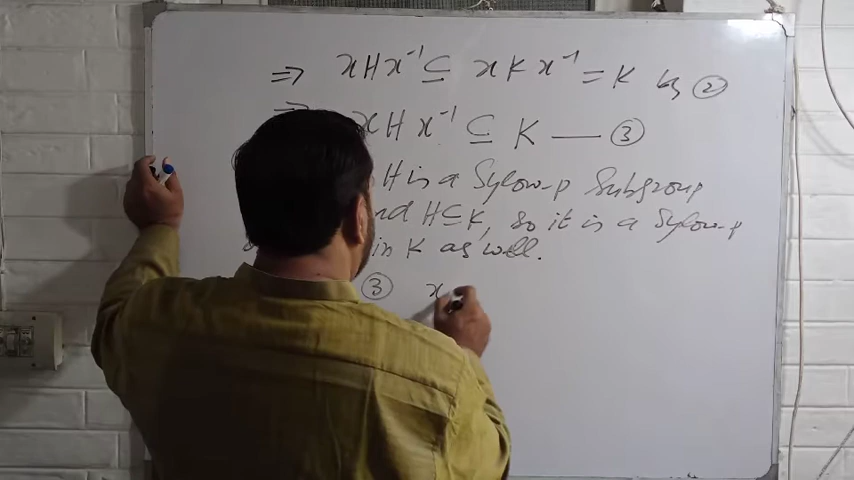 ⇒ xHx⁻¹ ⊆ xKx⁻¹ = K by ②
xHx⁻¹ ⊆ K — ③
H is a Sylow-p Subgroup
and H⊆K, so it is a Sylow-p
in K as well.
③ x